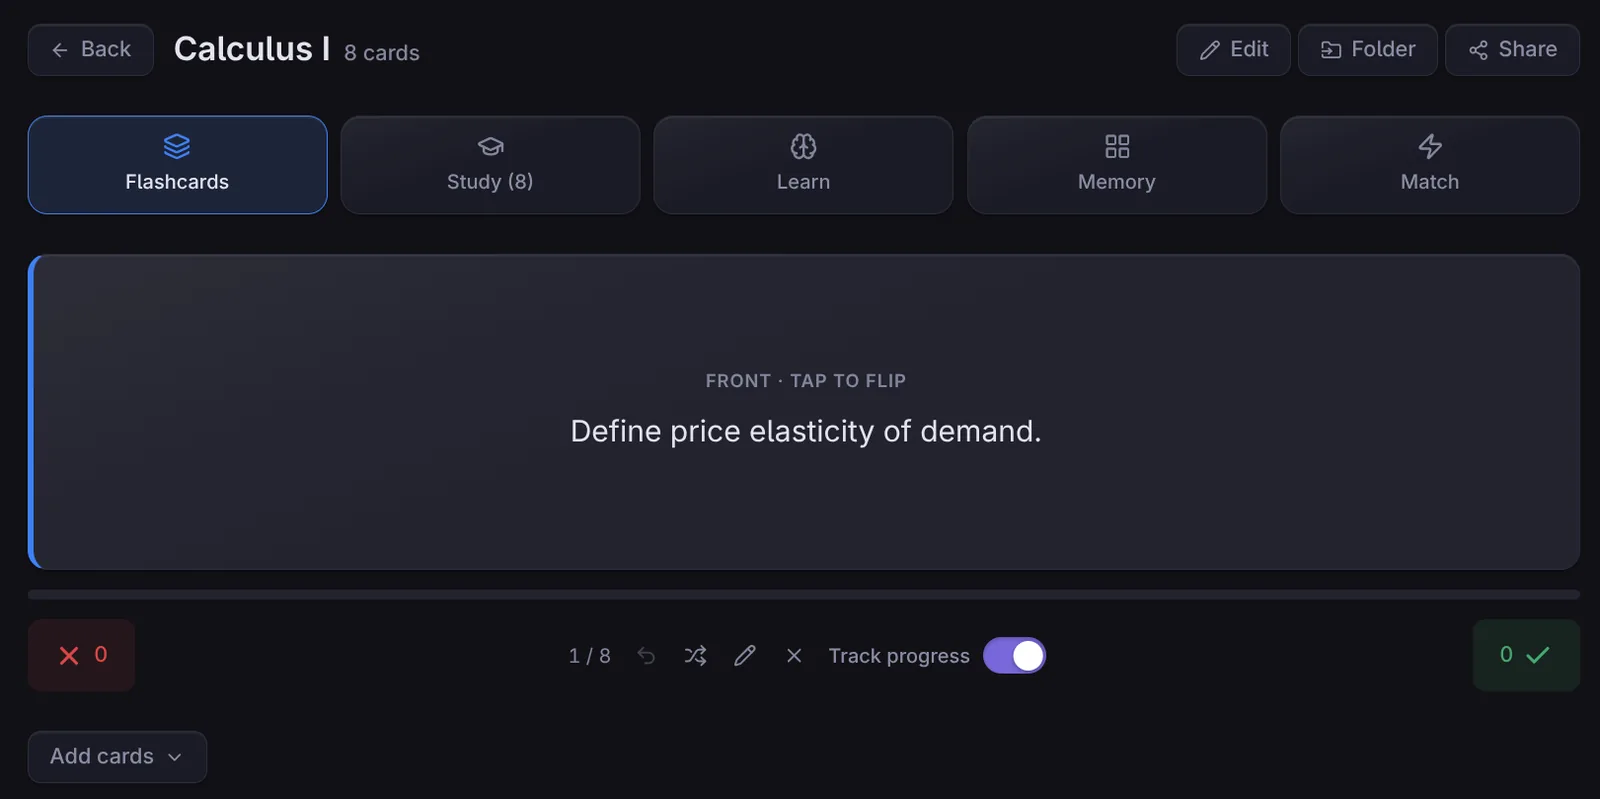 Back
Calculus I 8 cards
Edit
Folder
Share
Flashcards
Study (8)
Learn
Memory
Match
FRONT · TAP TO FLIP
Define price elasticity of demand.
0
1 / 8
Track progress
0
Add cards